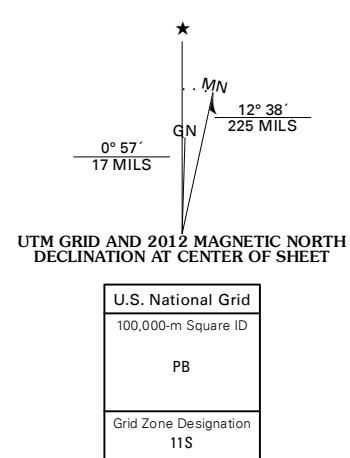 ★
MN
GN
12° 38´
225 MILS
0° 57´
17 MILS
UTM GRID AND 2012 MAGNETIC NORTH
DECLINATION AT CENTER OF SHEET
U.S. National Grid
100,000-m Square ID
PB
Grid Zone Designation
11S